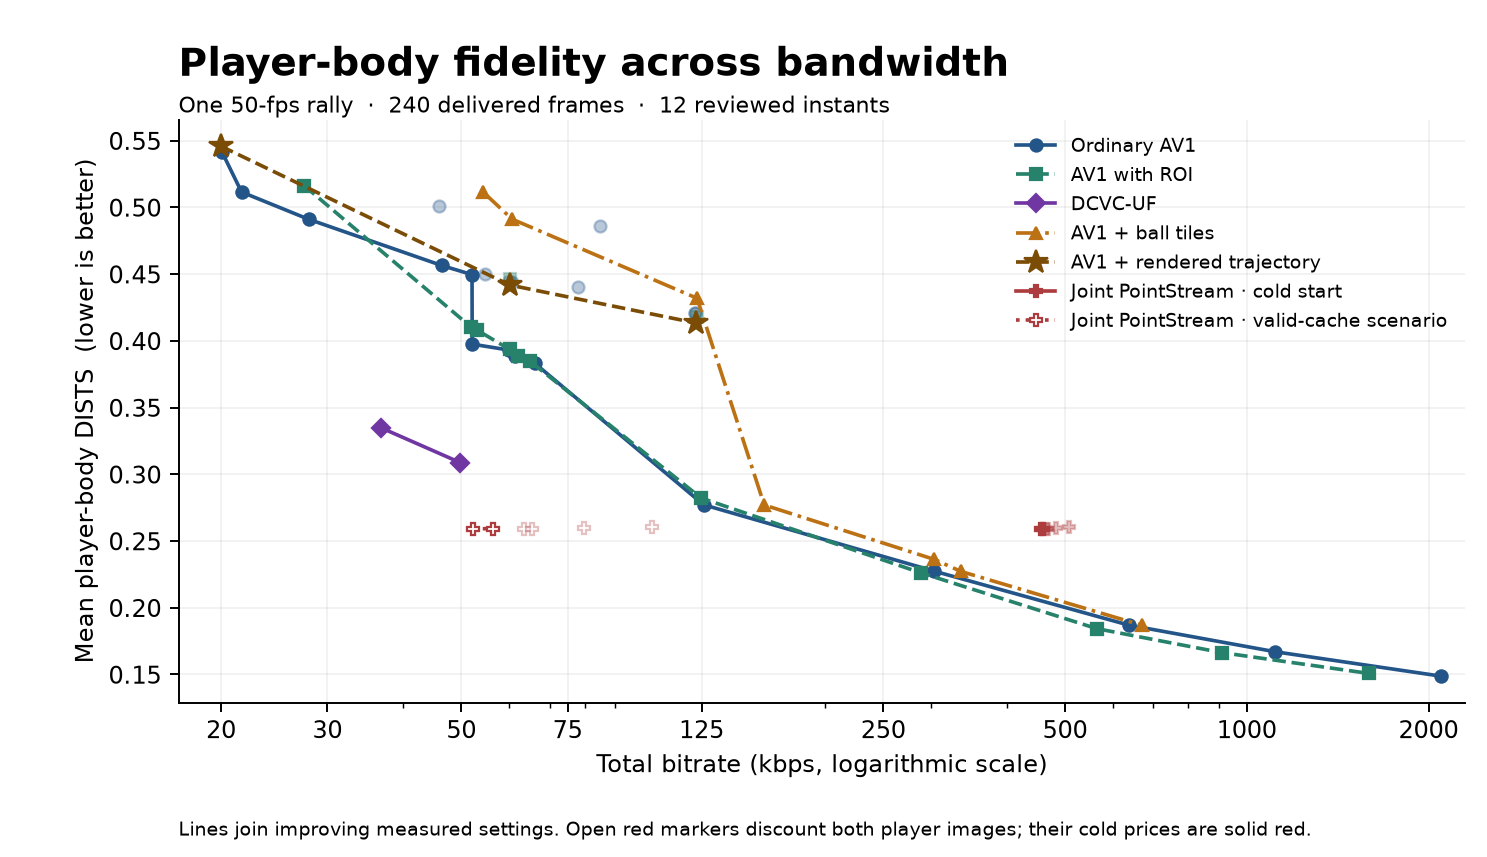 Player-body fidelity across bandwidth
One 50-fps rally · 240 delivered frames · 12 reviewed instants
Mean player-body DISTS (lower is better)
0.55
0.50
0.45
0.40
0.35
0.30
0.25
0.20
0.15
Ordinary AV1
AV1 with ROI
DCVC-UF
AV1 + ball tiles
AV1 + rendered trajectory
Joint PointStream · cold start
Joint PointStream · valid-cache scenario
20 30 50 75 125 250 500 1000 2000
Total bitrate (kbps, logarithmic scale)
Lines join improving measured settings. Open red markers discount both player images; their cold prices are solid red.